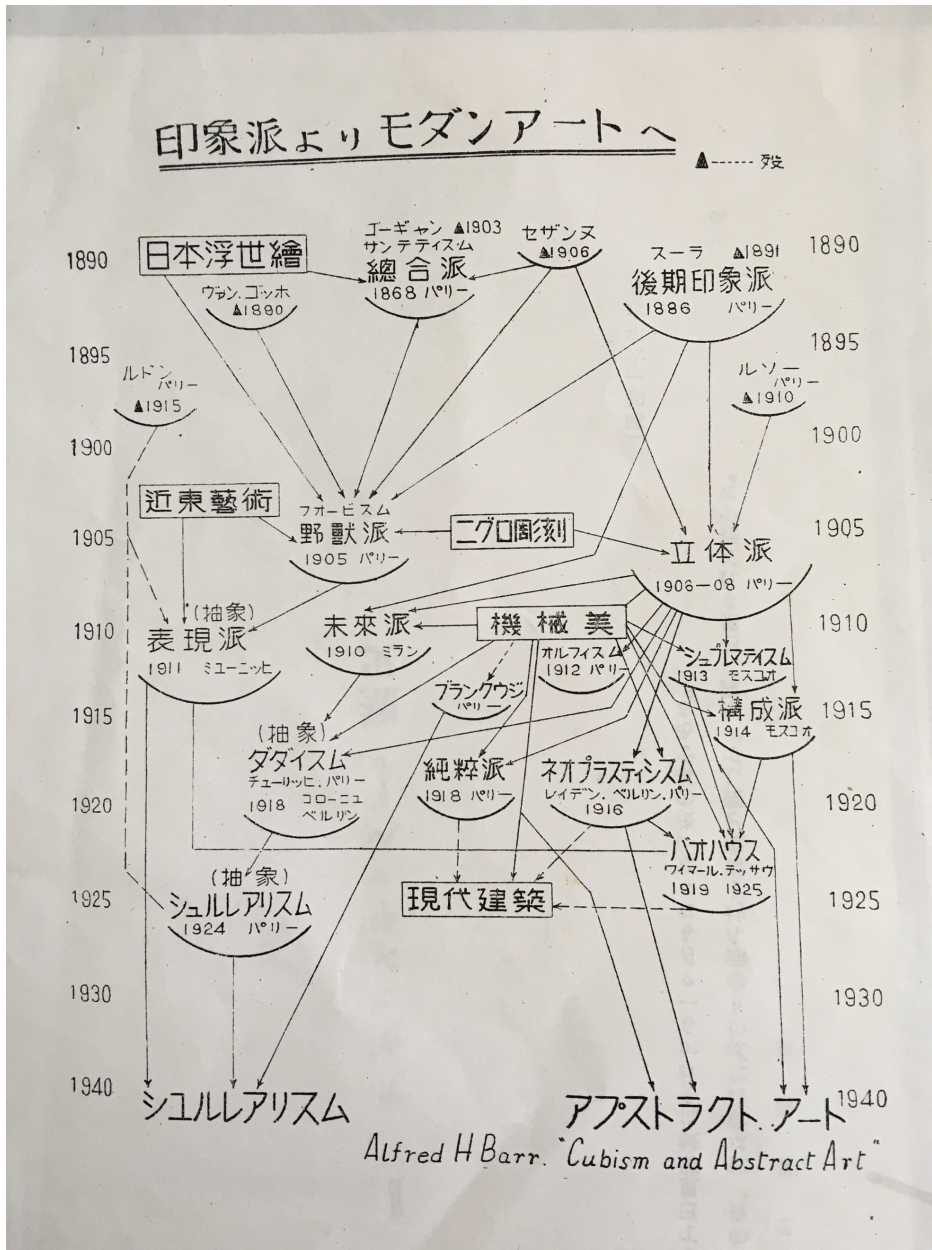 印象派よりモダンアートへ
▲------ 歿
1890
日本浮世繪
ゴーギャン ▲1903
サンテティスム
總合派
1868 パリー
セザンヌ
▲1906
スーラ ▲1891
後期印象派
1886 パリー
1890
ヴァン.ゴッホ
▲1890
1895
ルドン
パリー
▲1915
ルソー
パリー
▲1910
1895
1900
1900
近東藝術
フオービスム
野獸派
1905 パリー
ニグロ彫刻
立体派
1906-08 パリー
1905
1905
(抽象)
表現派
1911 ミユーニッヒ
未來派
1910 ミラン
機械美
オルフィスム
1912 パリー
シュプレマティスム
1913 モスコオ
1910
1910
ブランクウジ
パリー
構成派
1914 モスコオ
1915
1915
(抽象)
ダダイスム
チューリッヒ.パリー
1918 コローニュ
ベルリン
純粋派
1918 パリー
ネオプラスティシスム
レイデン.ベルリン.パリー
1916
1920
1920
バオハウス
ワイマール.デッサウ
1919 1925
(抽象)
シュルレアリスム
1924 パリー
現代建築
1925
1925
1930
1930
1940
シュルレアリスム
アプストラクト.アート
1940
Alfred H Barr. "Cubism and Abstract Art"